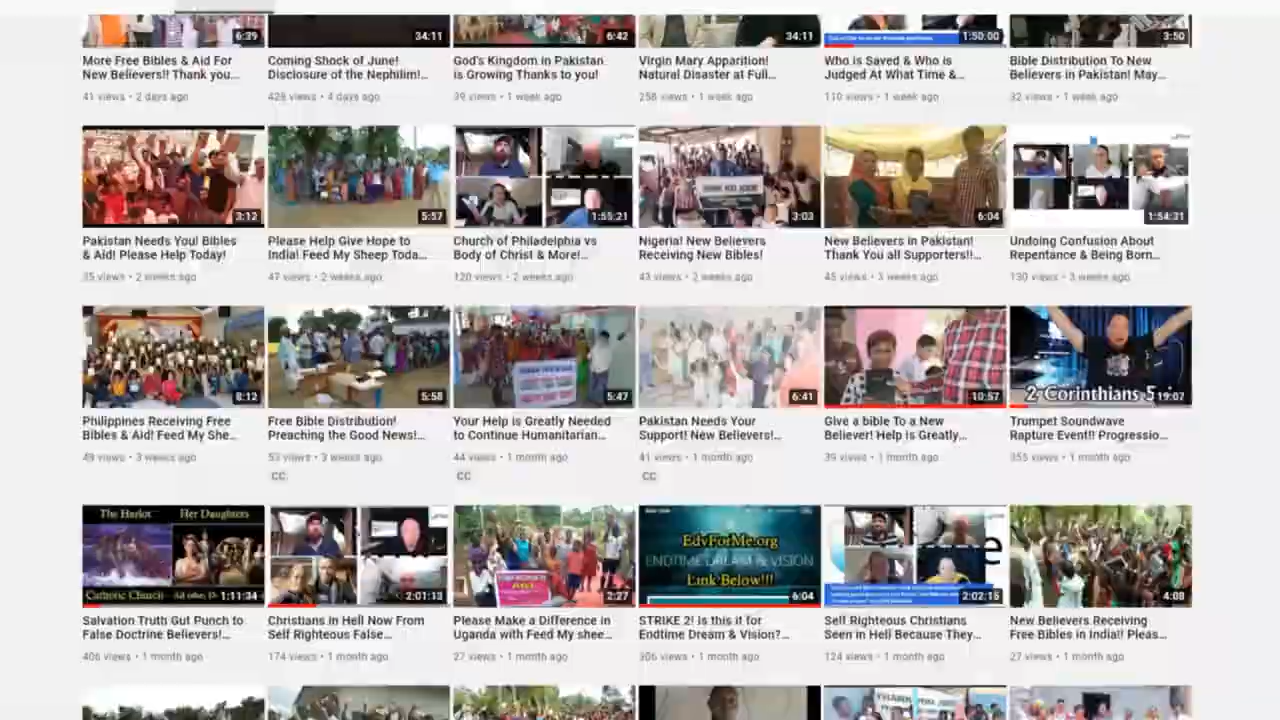 6:39
34:11
6:42
34:11
1:50:00
3:50
More Free Bibles & Aid For
New Believers!! Thank you...
41 views • 2 days ago
Coming Shock of June!
Disclosure of the Nephilim!...
428 views • 4 days ago
God's Kingdom in Pakistan
is Growing Thanks to you!
39 views • 1 week ago
Virgin Mary Apparition!
Natural Disaster at Full...
258 views • 1 week ago
Who is Saved & Who is
Judged At What Time &...
110 views • 1 week ago
Bible Distribution To New
Believers in Pakistan! May...
32 views • 1 week ago
3:12
5:57
1:55:21
3:03
6:04
1:54:31
Pakistan Needs You! Bibles
& Aid! Please Help Today!
35 views • 2 weeks ago
Please Help Give Hope to
India! Feed My Sheep Toda...
47 views • 2 weeks ago
Church of Philadelphia vs
Body of Christ & More!...
120 views • 2 weeks ago
Nigeria! New Believers
Receiving New Bibles!
43 views • 2 weeks ago
New Believers in Pakistan!
Thank You all Supporters!!...
45 views • 3 weeks ago
Undoing Confusion About
Repentance & Being Born...
130 views • 3 weeks ago
8:12
5:58
5:47
6:41
10:57
2 Corinthians 5
19:07
Philippines Receiving Free
Bibles & Aid! Feed My She...
49 views • 3 weeks ago
Free Bible Distribution!
Preaching the Good News!...
53 views • 3 weeks ago
CC
Your Help is Greatly Needed
to Continue Humanitarian...
44 views • 1 month ago
CC
Pakistan Needs Your
Support! New Believers!...
41 views • 1 month ago
CC
Give a bible To a New
Believer! Help is Greatly...
39 views • 1 month ago
Trumpet Soundwave
Rapture Event!! Progressio...
355 views • 1 month ago
The Harlot Her Daughters
Catholic Church
1:11:34
2:01:13
2:27
EdvForMe.org
ENDTIME DREAM & VISION
Link Below!!!
6:04
2:02:15
4:08
Salvation Truth Gut Punch to
False Doctrine Believers!...
406 views • 1 month ago
Christians in Hell Now From
Self Righteous False...
174 views • 1 month ago
Please Make a Difference in
Uganda with Feed My shee...
27 views • 1 month ago
STRIKE 2! Is this it for
Endtime Dream & Vision?...
306 views • 1 month ago
Self Righteous Christians
Seen in Hell Because They...
124 views • 1 month ago
New Believers Receiving
Free Bibles in India!! Pleas...
27 views • 1 month ago